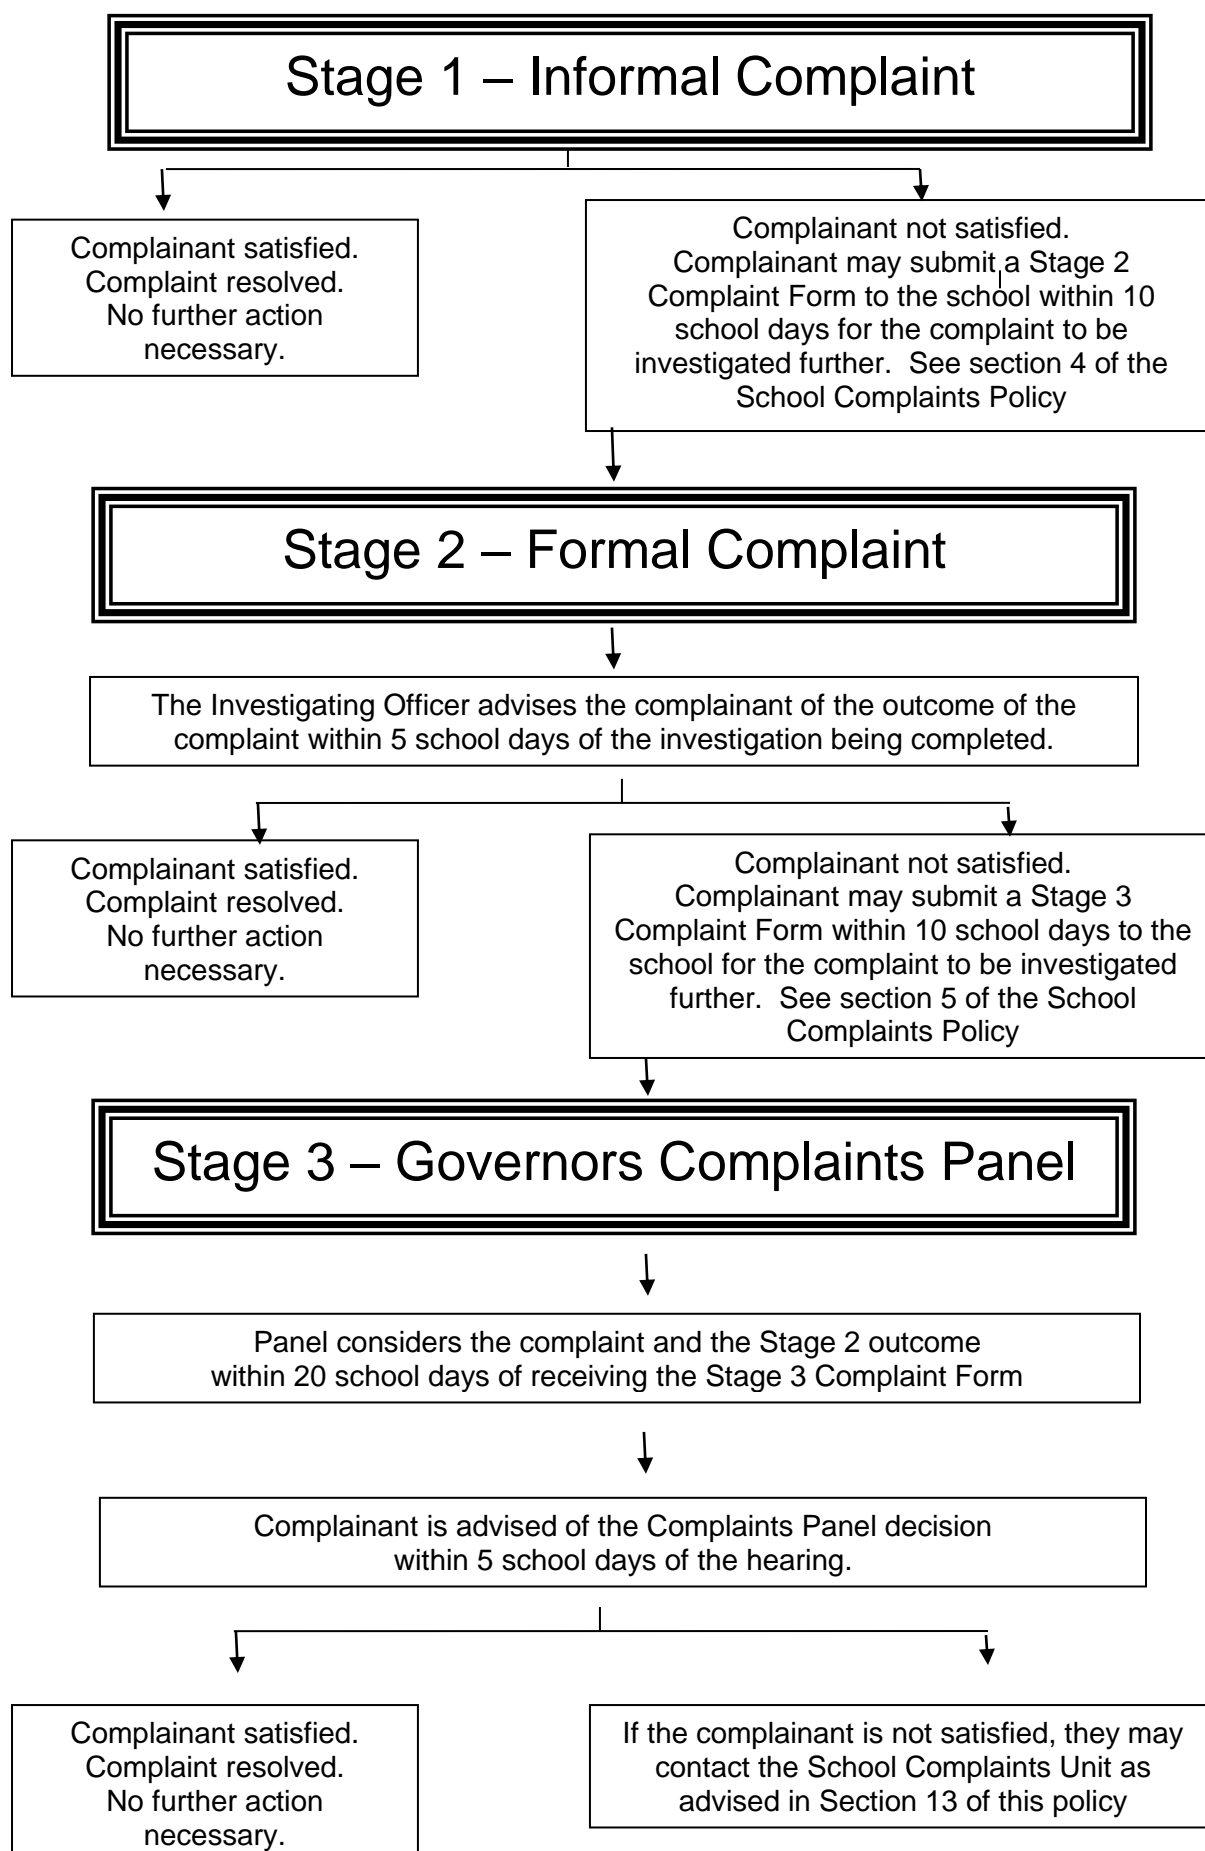 Stage 1 – Informal Complaint
Complainant satisfied.
Complaint resolved.
No further action
necessary.
Complainant not satisfied.
Complainant may submit a Stage 2
Complaint Form to the school within 10
school days for the complaint to be
investigated further.  See section 4 of the
School Complaints Policy
Stage 2 – Formal Complaint
The Investigating Officer advises the complainant of the outcome of the
complaint within 5 school days of the investigation being completed.
Complainant satisfied.
Complaint resolved.
No further action
necessary.
Complainant not satisfied.
Complainant may submit a Stage 3
Complaint Form within 10 school days to the
school for the complaint to be investigated
further.  See section 5 of the School
Complaints Policy
Stage 3 – Governors Complaints Panel
Panel considers the complaint and the Stage 2 outcome
within 20 school days of receiving the Stage 3 Complaint Form
Complainant is advised of the Complaints Panel decision
within 5 school days of the hearing.
Complainant satisfied.
Complaint resolved.
No further action
necessary.
If the complainant is not satisfied, they may
contact the School Complaints Unit as
advised in Section 13 of this policy